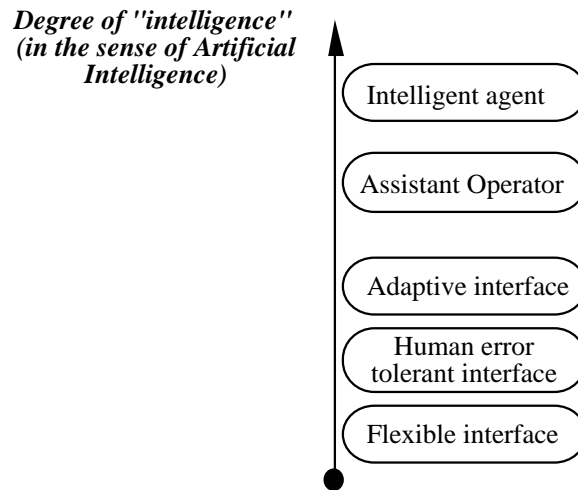 Degree of "intelligence"
(in the sense of Artificial
Intelligence)
Intelligent agent
Assistant Operator
Adaptive interface
Human error
tolerant interface
Flexible interface